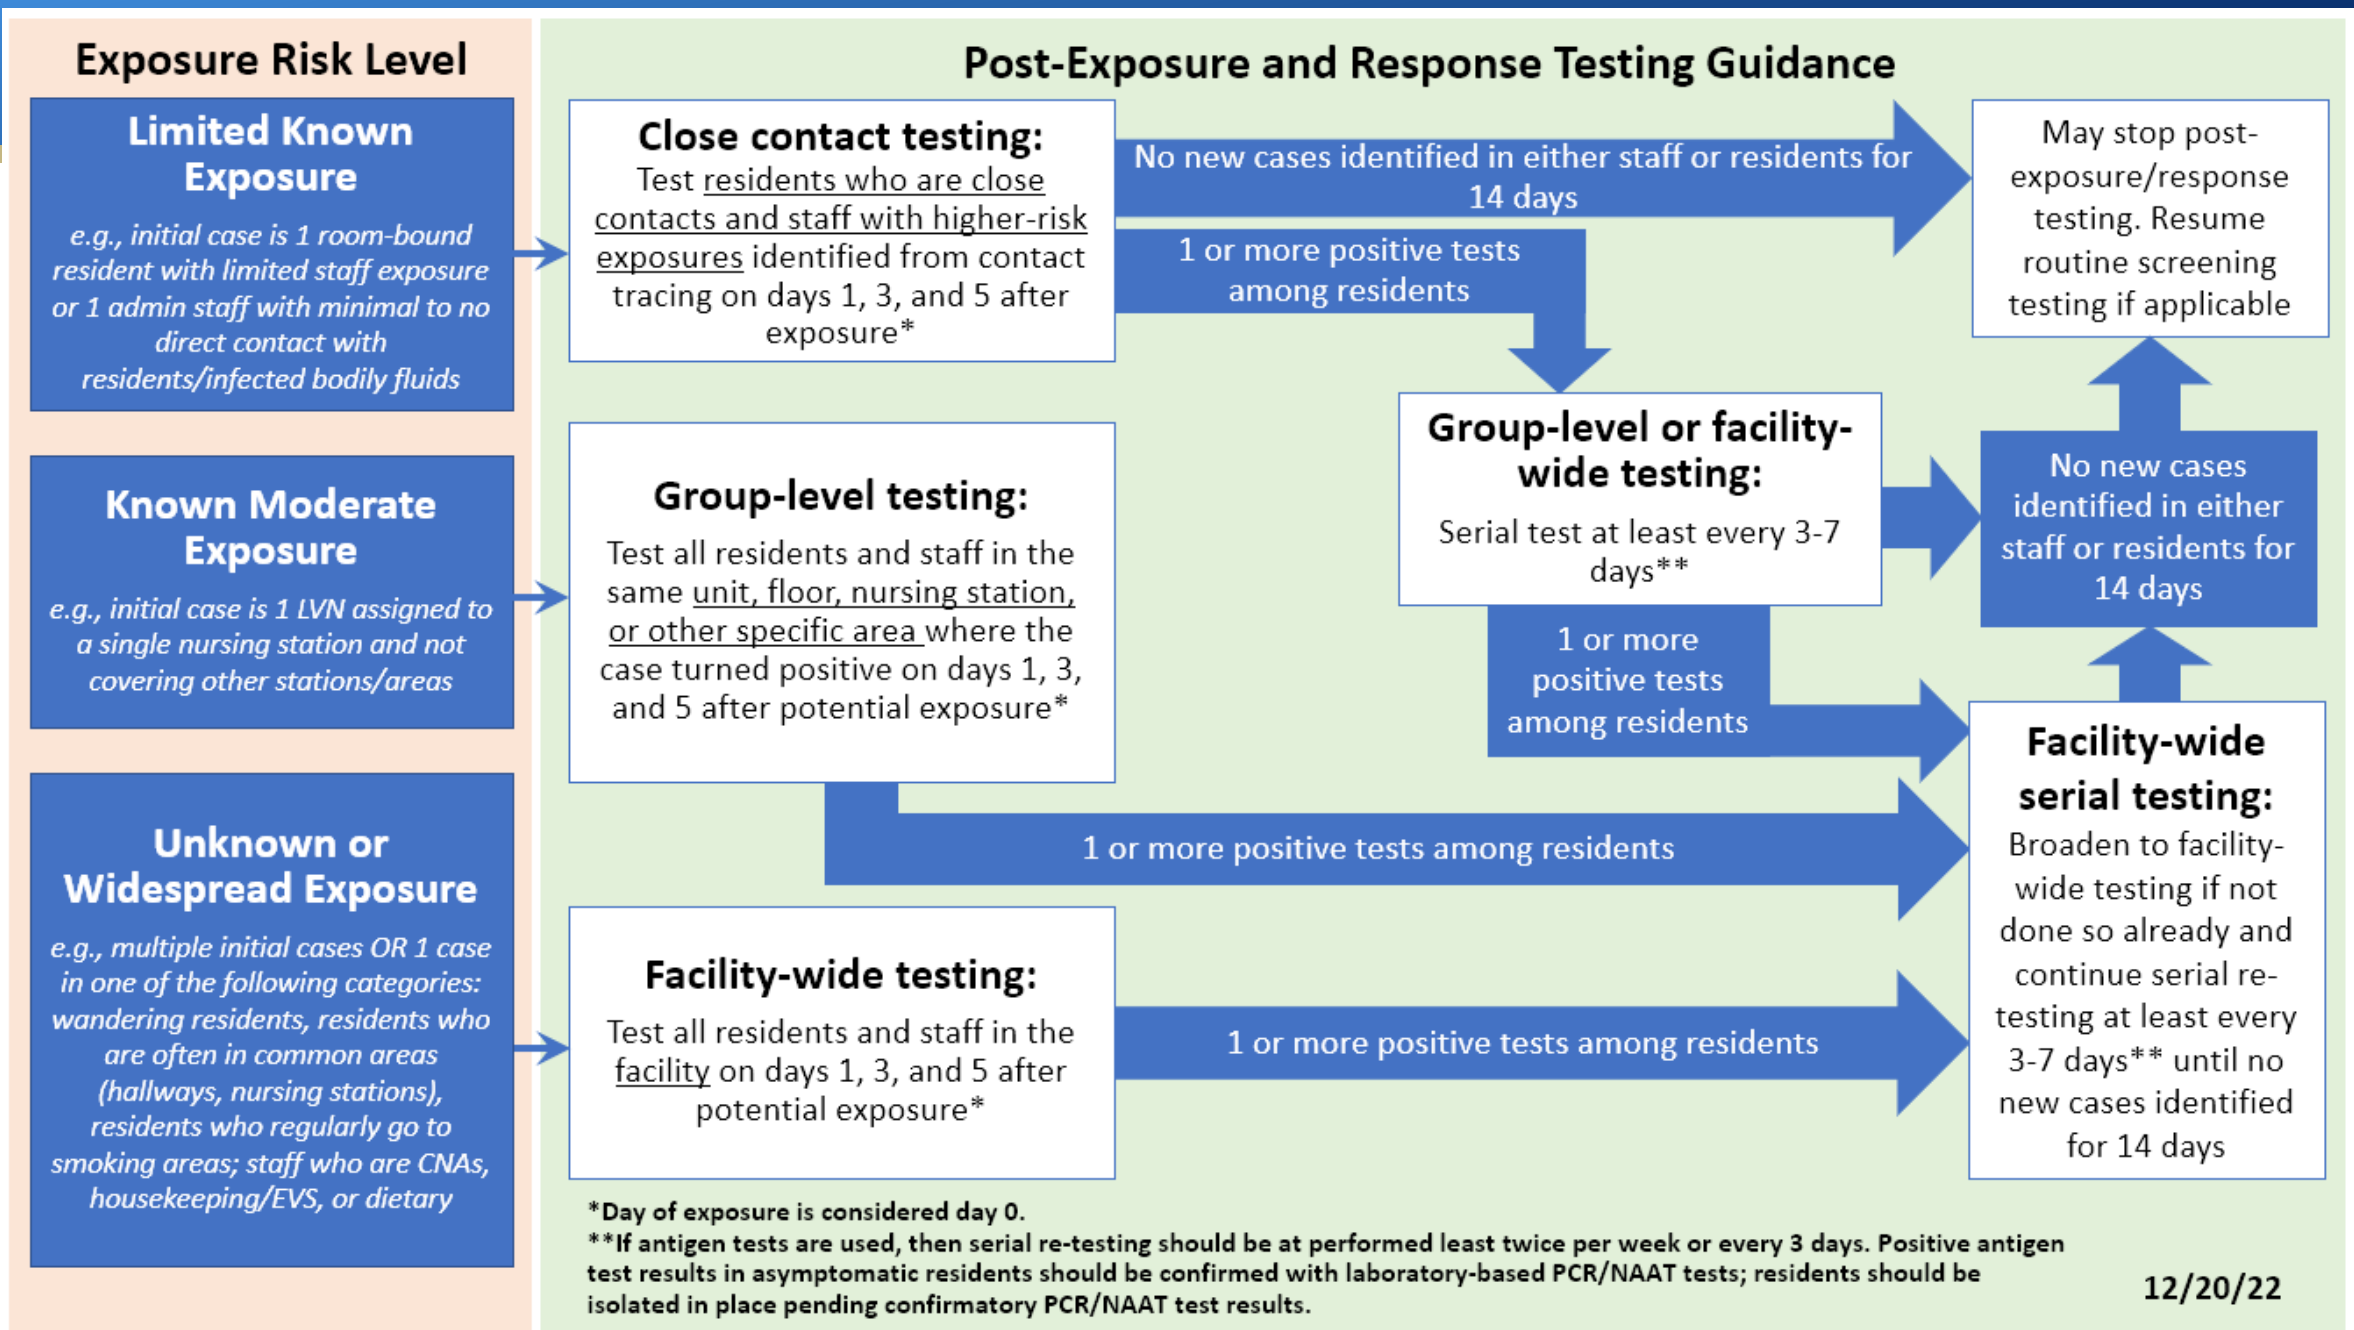 Exposure Risk Level
Limited Known
Exposure
e.g., initial case is 1 room-bound
resident with limited staff exposure
or 1 admin staff with minimal to no
direct contact with
residents/infected bodily fluids
Known Moderate
Exposure
e.g., initial case is 1 LVN assigned to
a single nursing station and not
covering other stations/areas
Unknown or
Widespread Exposure
e.g., multiple initial cases OR 1 case
in one of the following categories:
wandering residents, residents who
are often in common areas
(hallways, nursing stations),
residents who regularly go to
smoking areas; staff who are CNAs,
housekeeping/EVS, or dietary
Post-Exposure and Response Testing Guidance
Close contact testing:
Test residents who are close
contacts and staff with higher-risk
exposures identified from contact
tracing on days 1, 3, and 5 after
exposure*
No new cases identified in either staff or residents for
14 days
1 or more positive tests
among residents
May stop post-
exposure/response
testing. Resume
routine screening
testing if applicable
Group-level testing:
Test all residents and staff in the
same unit, floor, nursing station,
or other specific area where the
case turned positive on days 1, 3,
and 5 after potential exposure*
Group-level or facility-
wide testing:
Serial test at least every 3-7
days**
No new cases
identified in either
staff or residents for
14 days
1 or more
positive tests
among residents
1 or more positive tests among residents
Facility-wide testing:
Test all residents and staff in the
facility on days 1, 3, and 5 after
potential exposure*
1 or more positive tests among residents
Facility-wide
serial testing:
Broaden to facility-
wide testing if not
done so already and
continue serial re-
testing at least every
3-7 days** until no
new cases identified
for 14 days
*Day of exposure is considered day 0.
**If antigen tests are used, then serial re-testing should be at performed least twice per week or every 3 days. Positive antigen
test results in asymptomatic residents should be confirmed with laboratory-based PCR/NAAT tests; residents should be
isolated in place pending confirmatory PCR/NAAT test results.
12/20/22